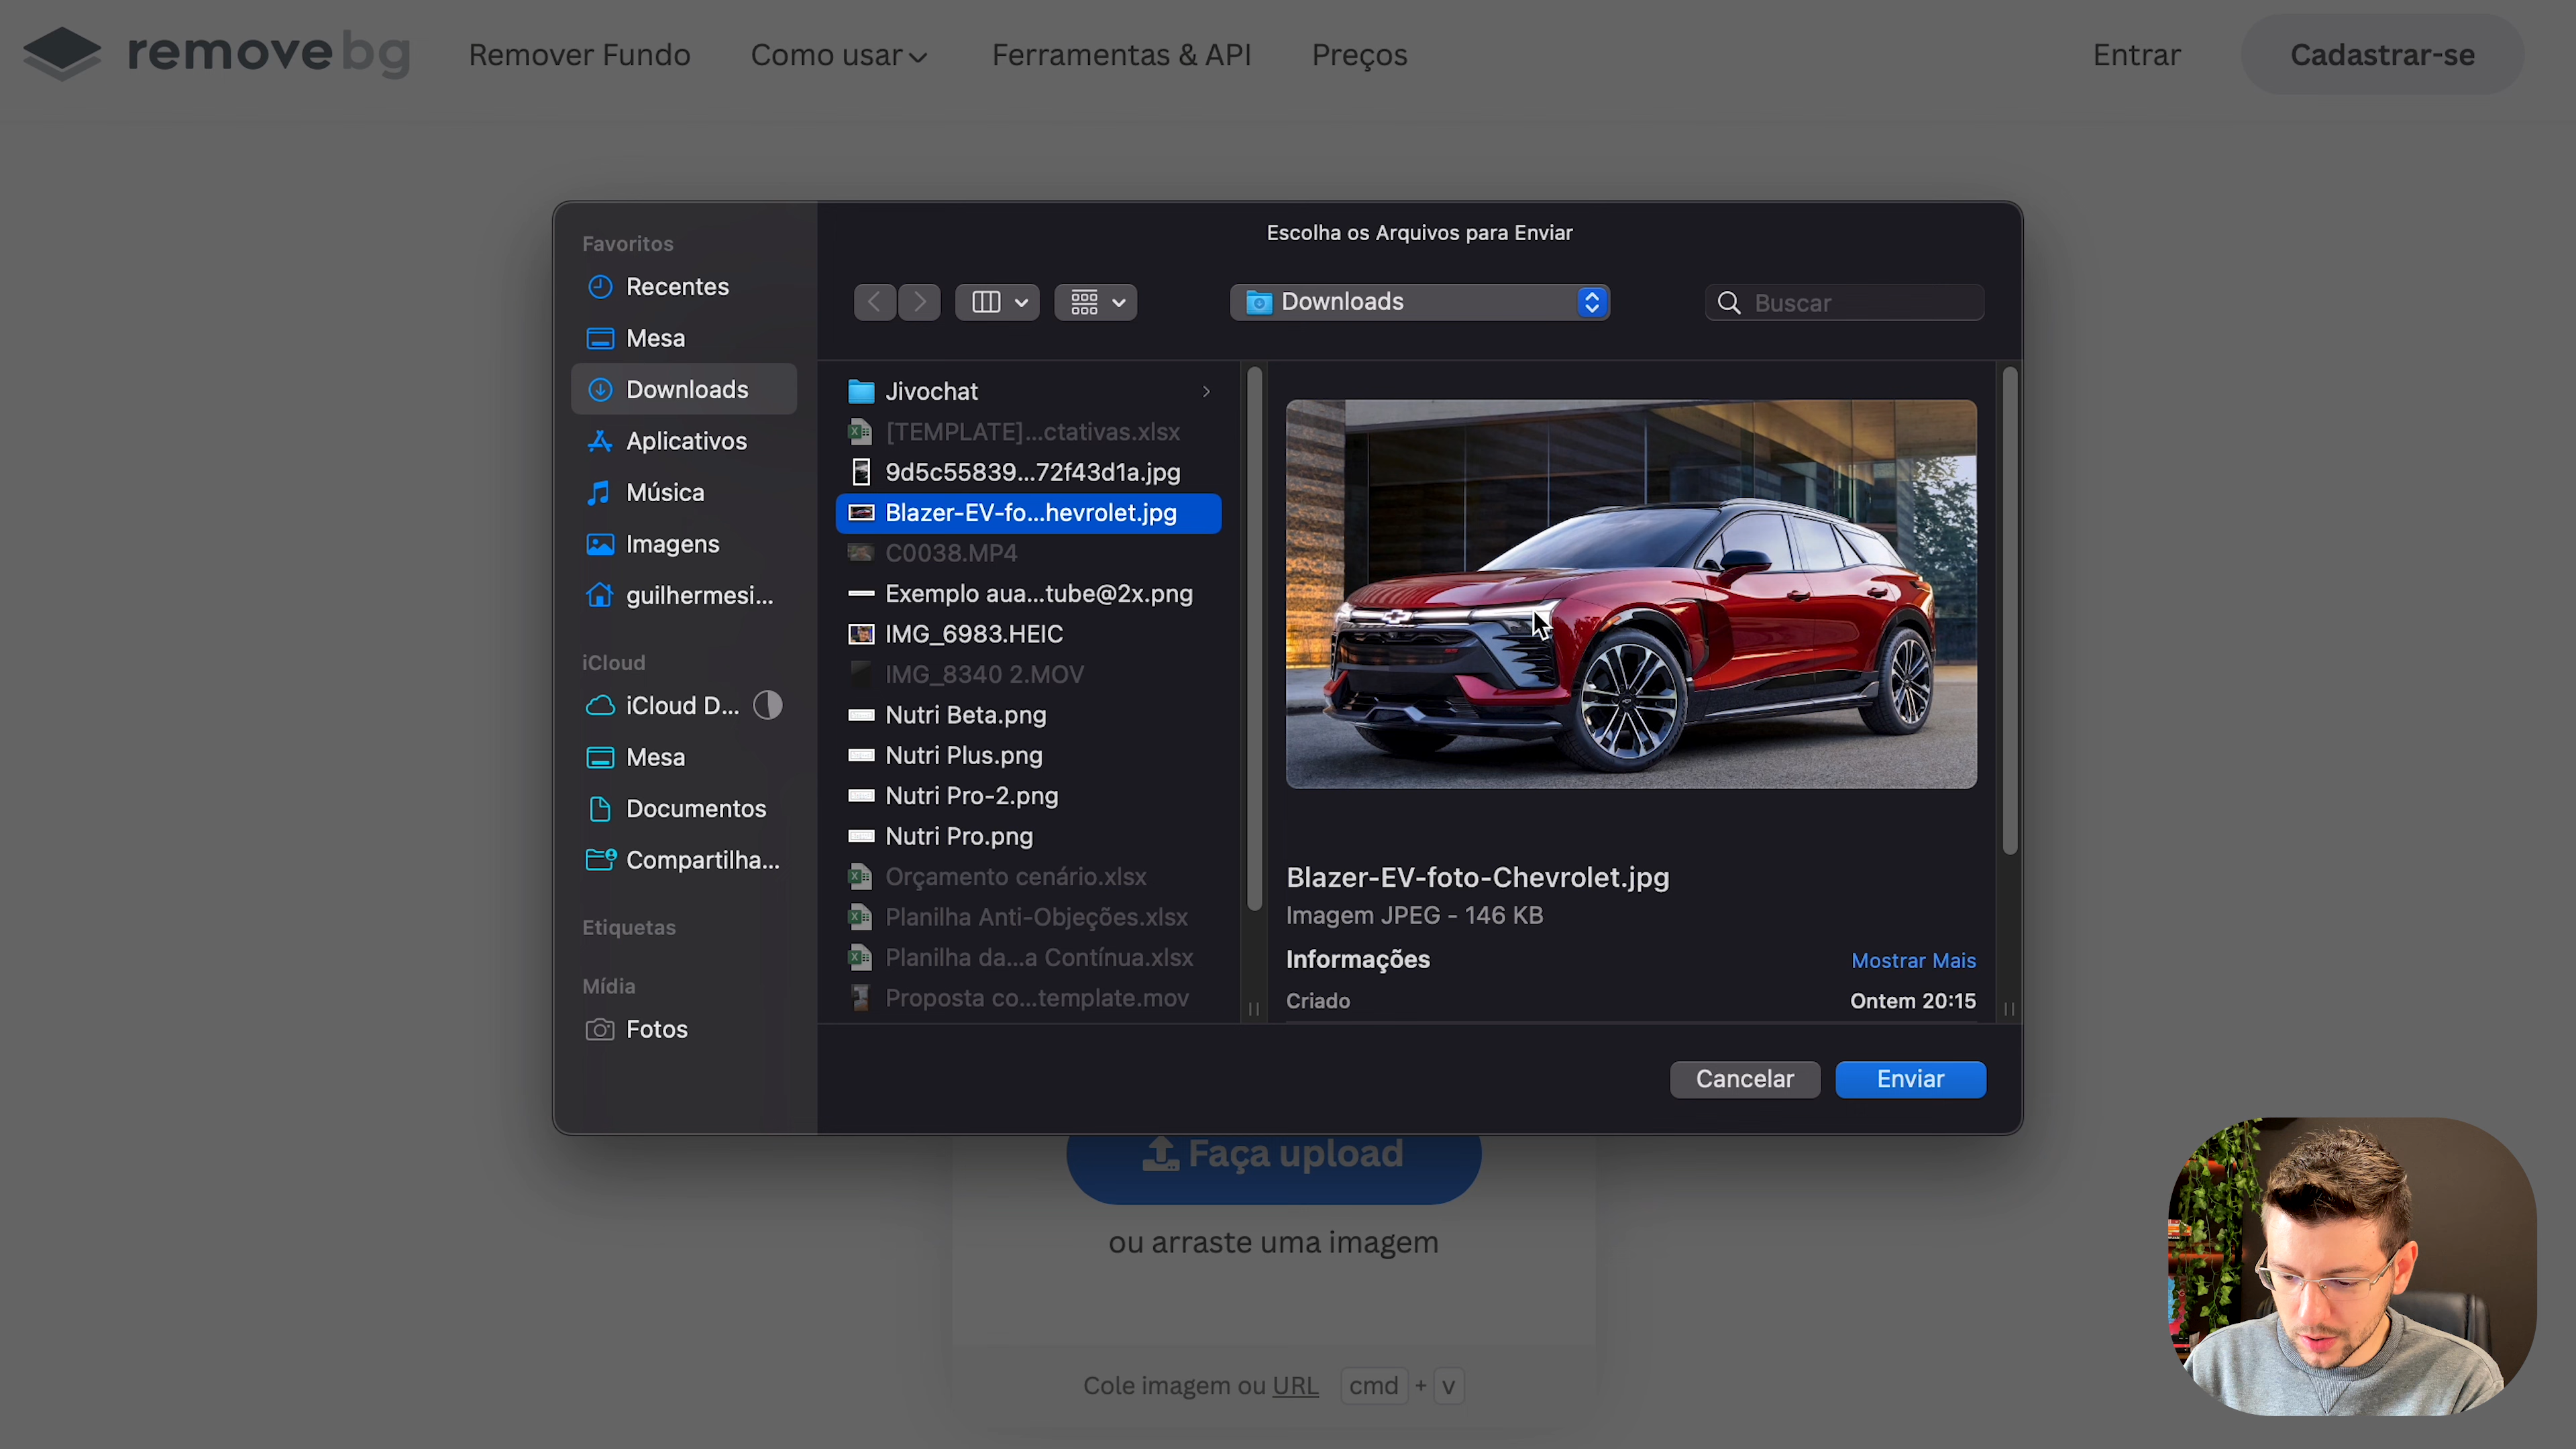 removebg
Remover Fundo
Como usar
Ferramentas & API
Preços
Entrar
Cadastrar-se
Escolha os Arquivos para Enviar
Favoritos
Recentes
Mesa
Downloads
Aplicativos
Música
Imagens
guilhermesi...
iCloud
iCloud D...
Mesa
Documentos
Compartilha...
Etiquetas
Mídia
Fotos
Downloads
Buscar
Jivochat
[TEMPLATE]...ctativas.xlsx
9d5c55839...72f43d1a.jpg
Blazer-EV-fo...hevrolet.jpg
C0038.MP4
Exemplo aua...tube@2x.png
IMG_6983.HEIC
IMG_8340 2.MOV
Nutri Beta.png
Nutri Plus.png
Nutri Pro-2.png
Nutri Pro.png
Orçamento cenário.xlsx
Planilha Anti-Objeções.xlsx
Planilha da...a Contínua.xlsx
Proposta co...template.mov
Blazer-EV-foto-Chevrolet.jpg
Imagem JPEG - 146 KB
Informações
Mostrar Mais
Criado
Ontem 20:15
Cancelar
Enviar
Faça upload
ou arraste uma imagem
Cole imagem ou URL cmd + v